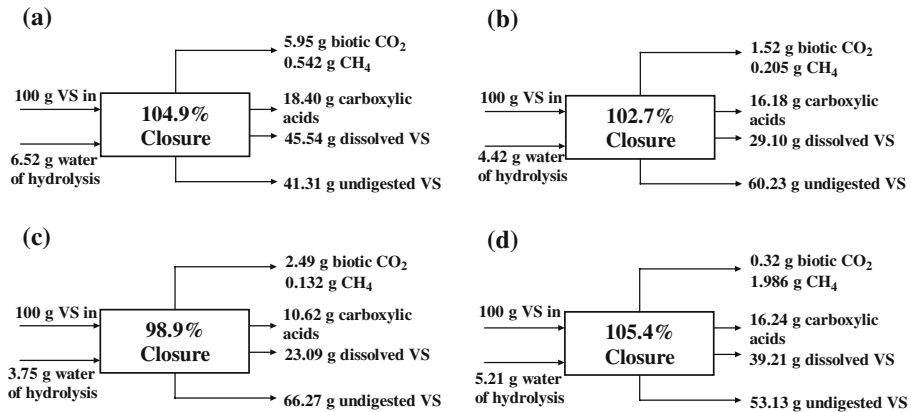 (a)
5.95 g biotic CO₂
0.542 g CH₄
100 g VS in
104.9%
Closure
18.40 g carboxylic
acids
45.54 g dissolved VS
6.52 g water
of hydrolysis
41.31 g undigested VS
(b)
1.52 g biotic CO₂
0.205 g CH₄
100 g VS in
102.7%
Closure
16.18 g carboxylic
acids
29.10 g dissolved VS
4.42 g water
of hydrolysis
60.23 g undigested VS
(c)
2.49 g biotic CO₂
0.132 g CH₄
100 g VS in
98.9%
Closure
10.62 g carboxylic
acids
23.09 g dissolved VS
3.75 g water
of hydrolysis
66.27 g undigested VS
(d)
0.32 g biotic CO₂
1.986 g CH₄
100 g VS in
105.4%
Closure
16.24 g carboxylic
acids
39.21 g dissolved VS
5.21 g water
of hydrolysis
53.13 g undigested VS